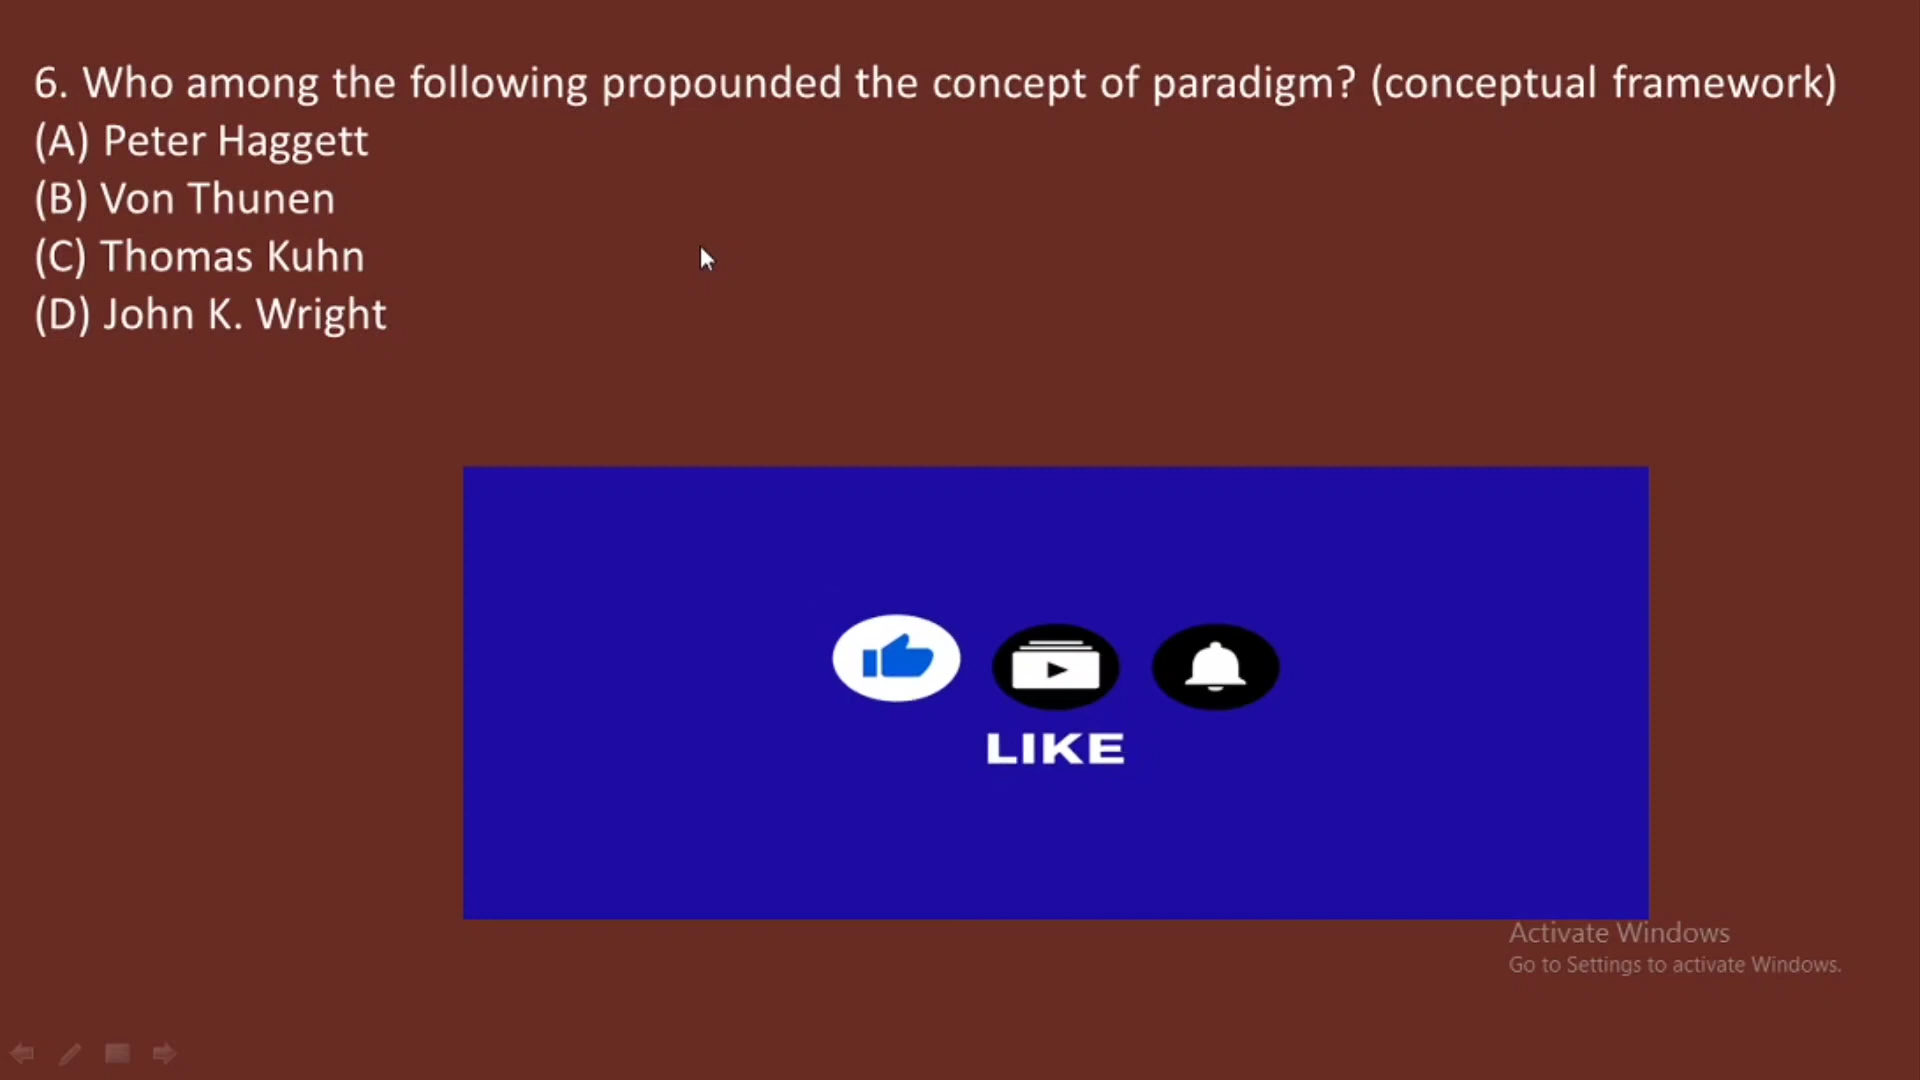 6. Who among the following propounded the concept of paradigm? (conceptual framework)
(A) Peter Haggett
(B) Von Thunen
(C) Thomas Kuhn
(D) John K. Wright
LIKE
Activate Windows
Go to Settings to activate Windows.